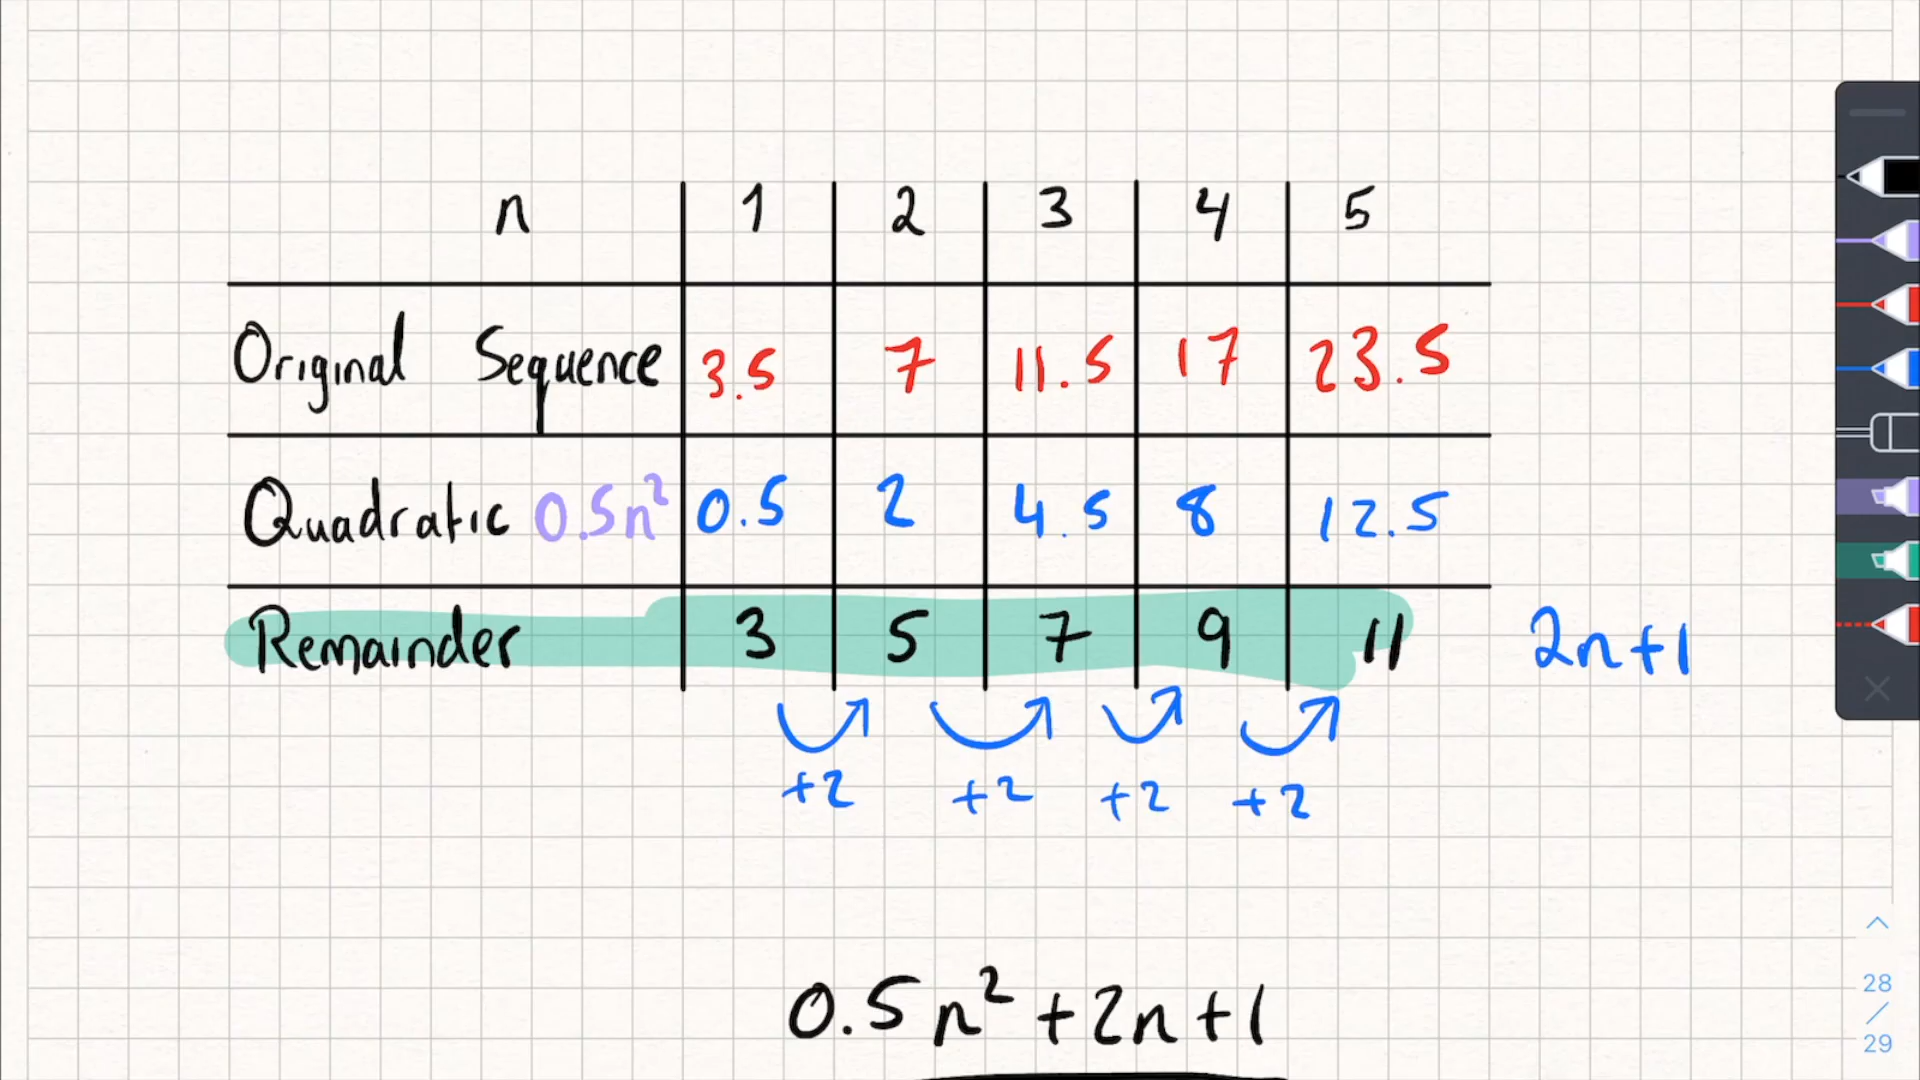 n 1 2 3 4 5
Original Sequence 3.5 7 11.5 17 23.5
Quadratic 0.5n² 0.5 2 4.5 8 12.5
Remainder 3 5 7 9 11 2n+1
+2 +2 +2 +2
0.5n²+2n+1
28
/
29